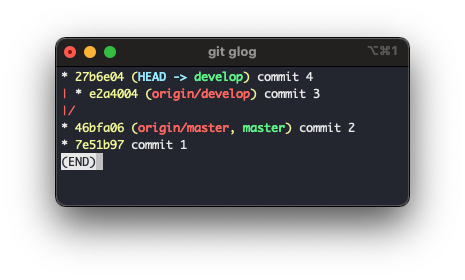 git glog
⌥⌘1
* 27b6e04 (HEAD -> develop) commit 4
| * e2a4004 (origin/develop) commit 3
|/
* 46bfa06 (origin/master, master) commit 2
* 7e51b97 commit 1
(END)